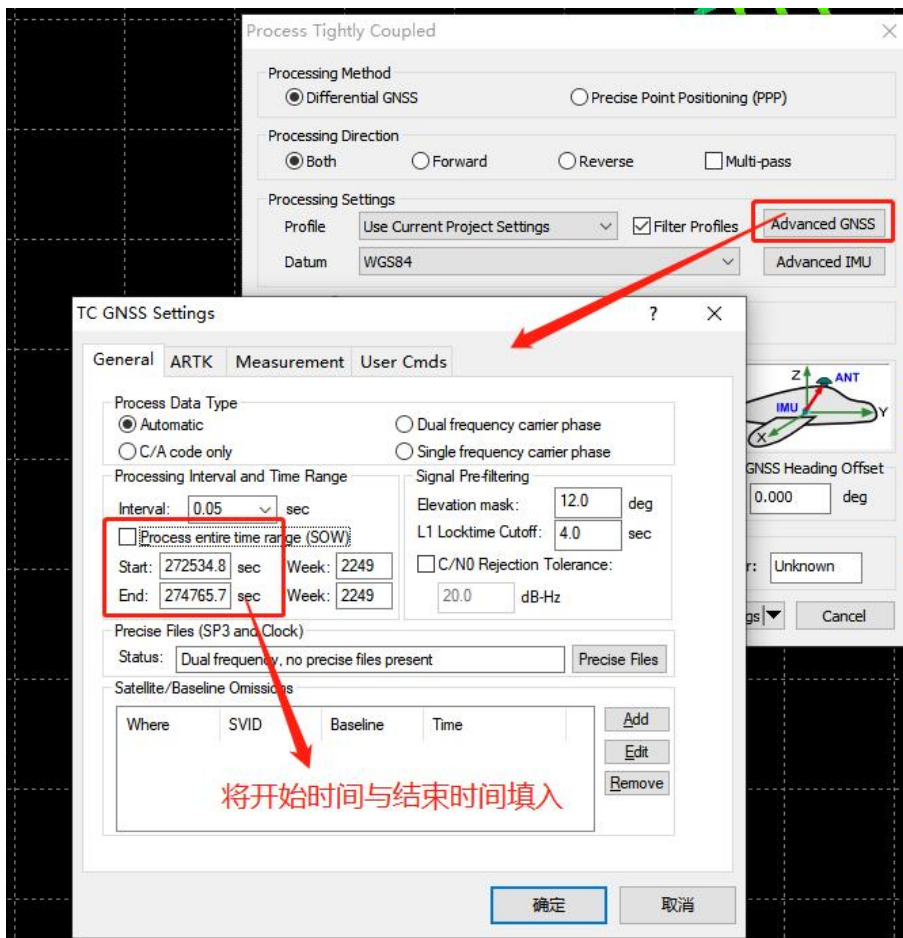 Process Tightly Coupled
Processing Method
Differential GNSS
Precise Point Positioning (PPP)
Processing Direction
Both
Forward
Reverse
Multi-pass
Processing Settings
Profile
Use Current Project Settings
Filter Profiles
Advanced GNSS
Datum
WGS84
Advanced IMU
Z
ANT
IMU
Y
X
GNSS Heading Offset
0.000
deg
r:
Unknown
gs
Cancel
TC GNSS Settings
?
General
ARTK
Measurement
User Cmds
Process Data Type
Automatic
Dual frequency carrier phase
C/A code only
Single frequency carrier phase
Processing Interval and Time Range
Interval:
0.05
sec
Process entire time range (SOW)
Start:
272534.8
sec
Week:
2249
End:
274765.7
sec
Week:
2249
Signal Pre-filtering
Elevation mask:
12.0
deg
L1 Locktime Cutoff:
4.0
sec
C/N0 Rejection Tolerance:
20.0
dB-Hz
Precise Files (SP3 and Clock)
Status:
Dual frequency, no precise files present
Precise Files
Satellite/Baseline Omissions
Where
SVID
Baseline
Time
Add
Edit
Remove
将开始时间与结束时间填入
确定
取消